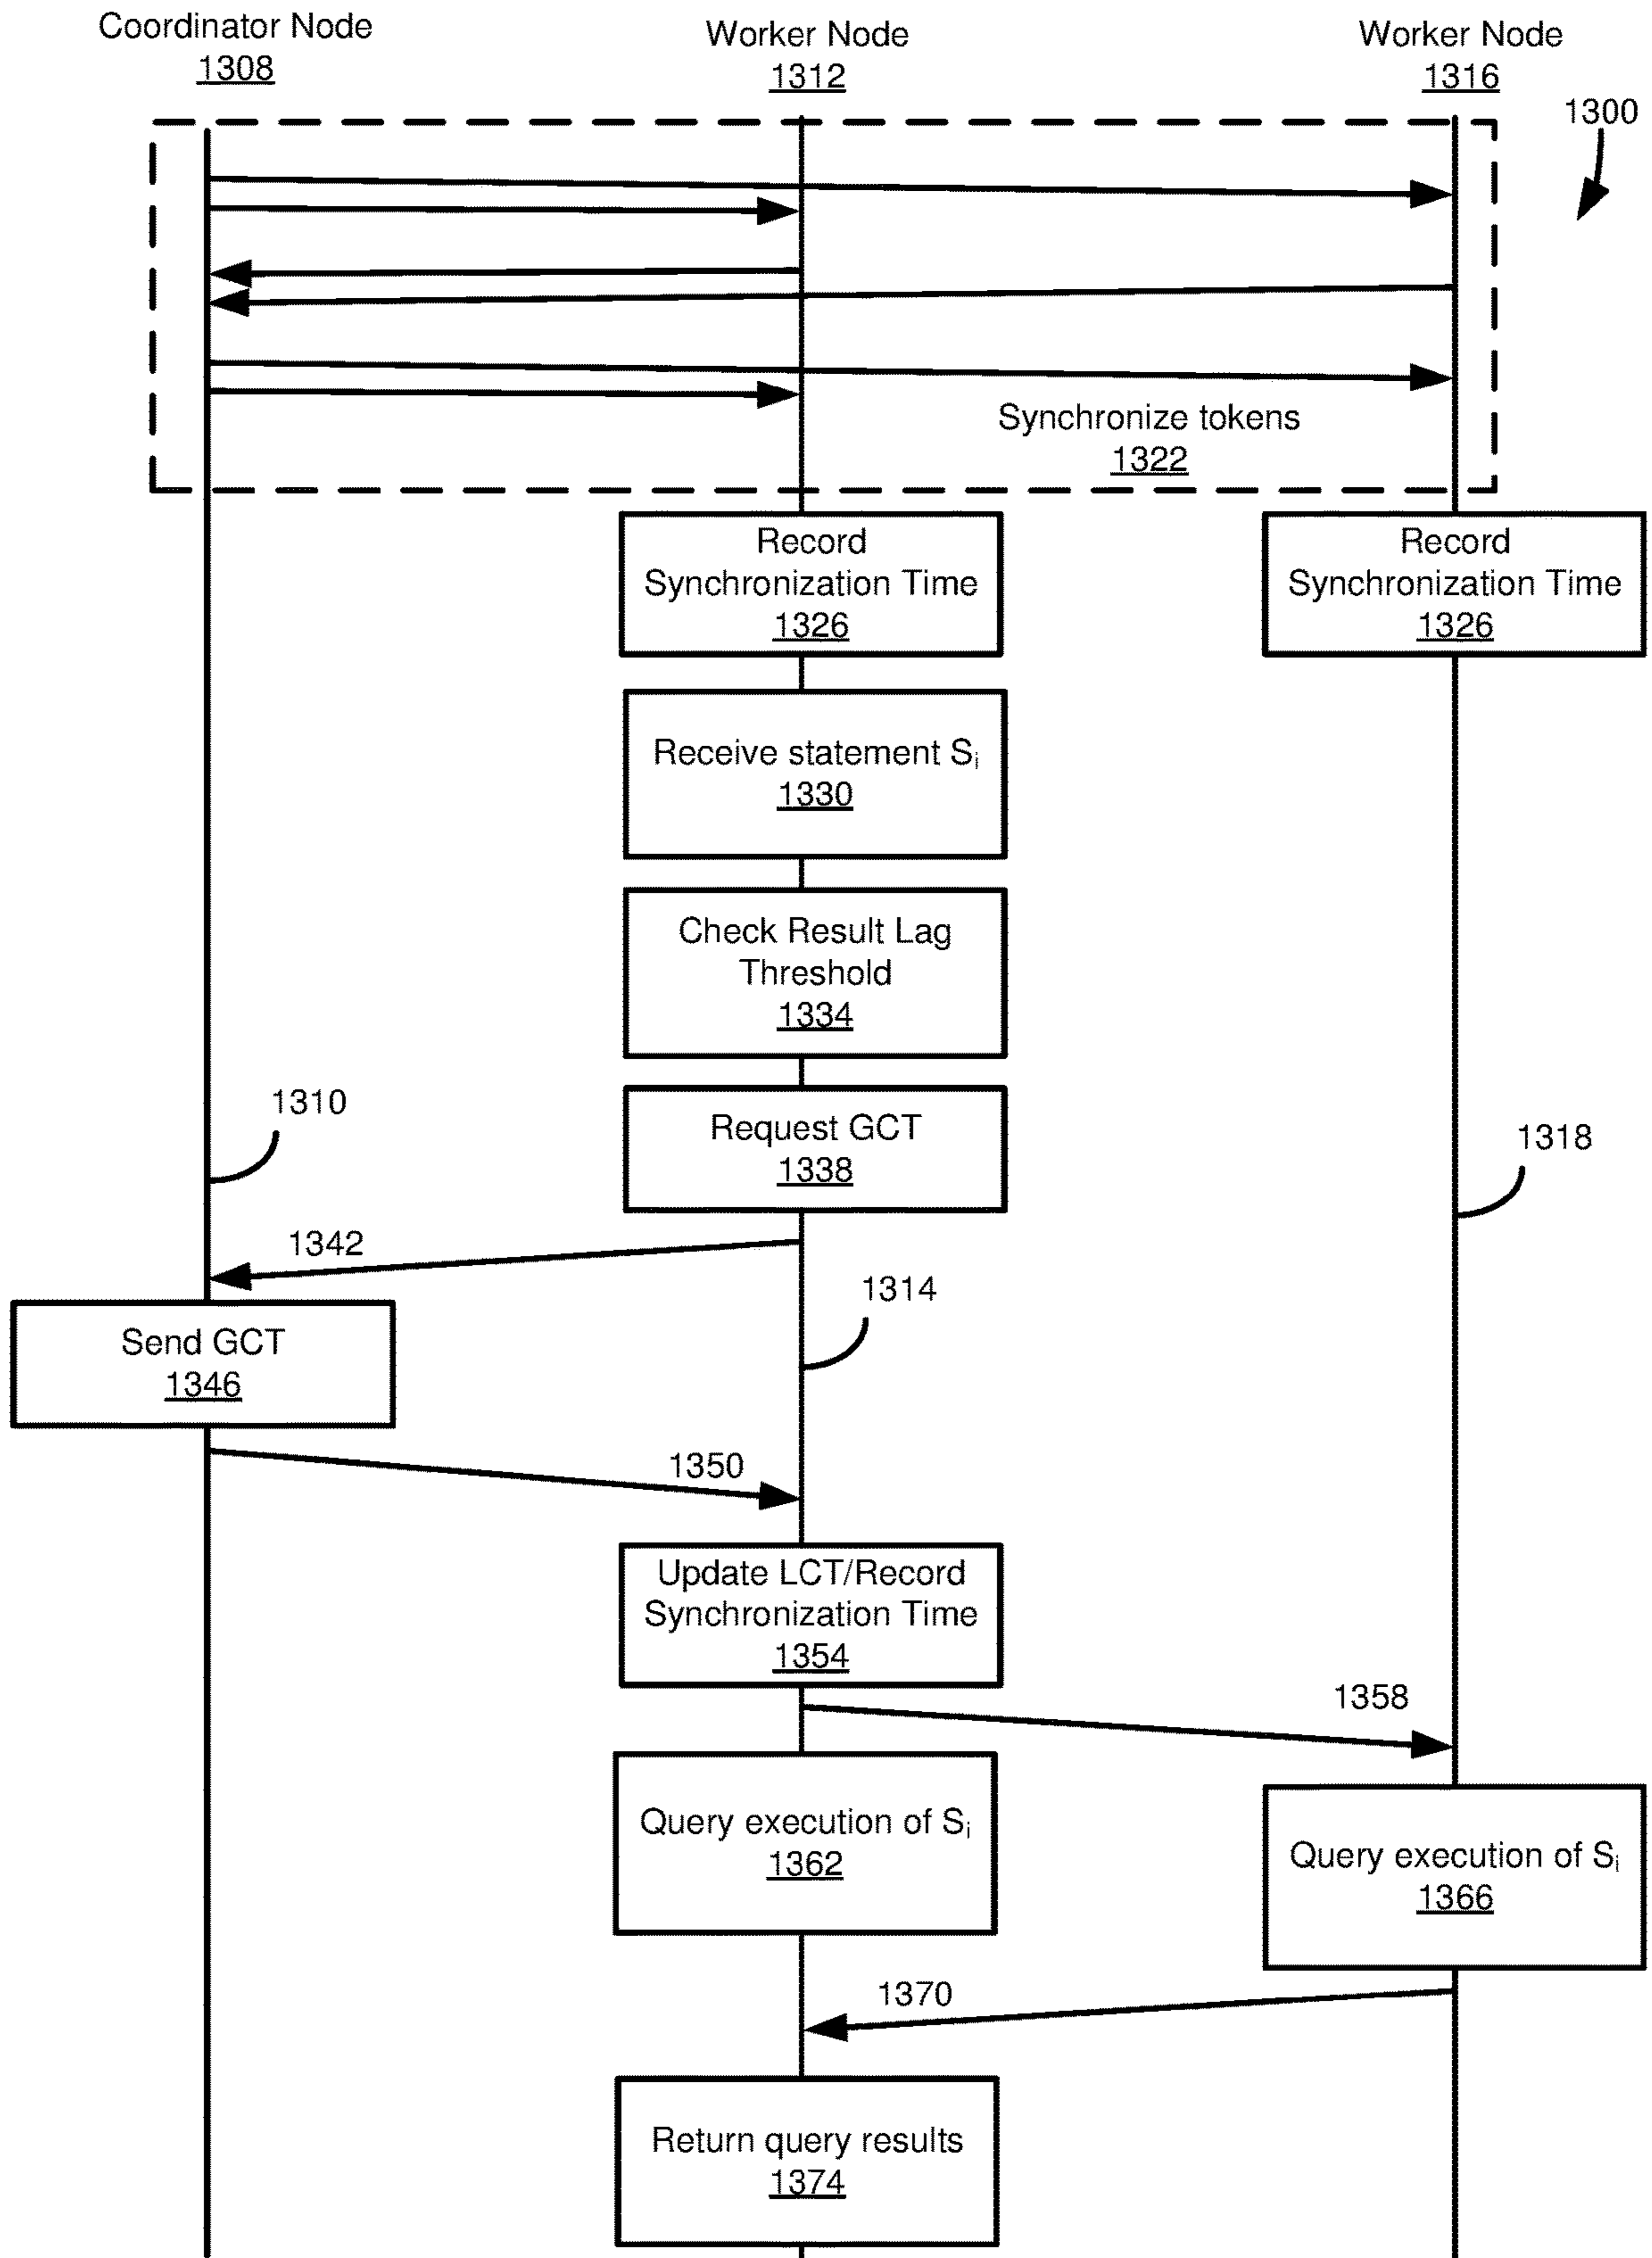 Coordinator Node
1308
Worker Node
1312
Worker Node
1316
1300
Synchronize tokens
1322
Record
Synchronization Time
1326
Record
Synchronization Time
1326
Receive statement Si
1330
Check Result Lag
Threshold
1334
1310
Request GCT
1338
1318
1342
1314
Send GCT
1346
1350
Update LCT/Record
Synchronization Time
1354
1358
Query execution of Si
1362
Query execution of Si
1366
1370
Return query results
1374